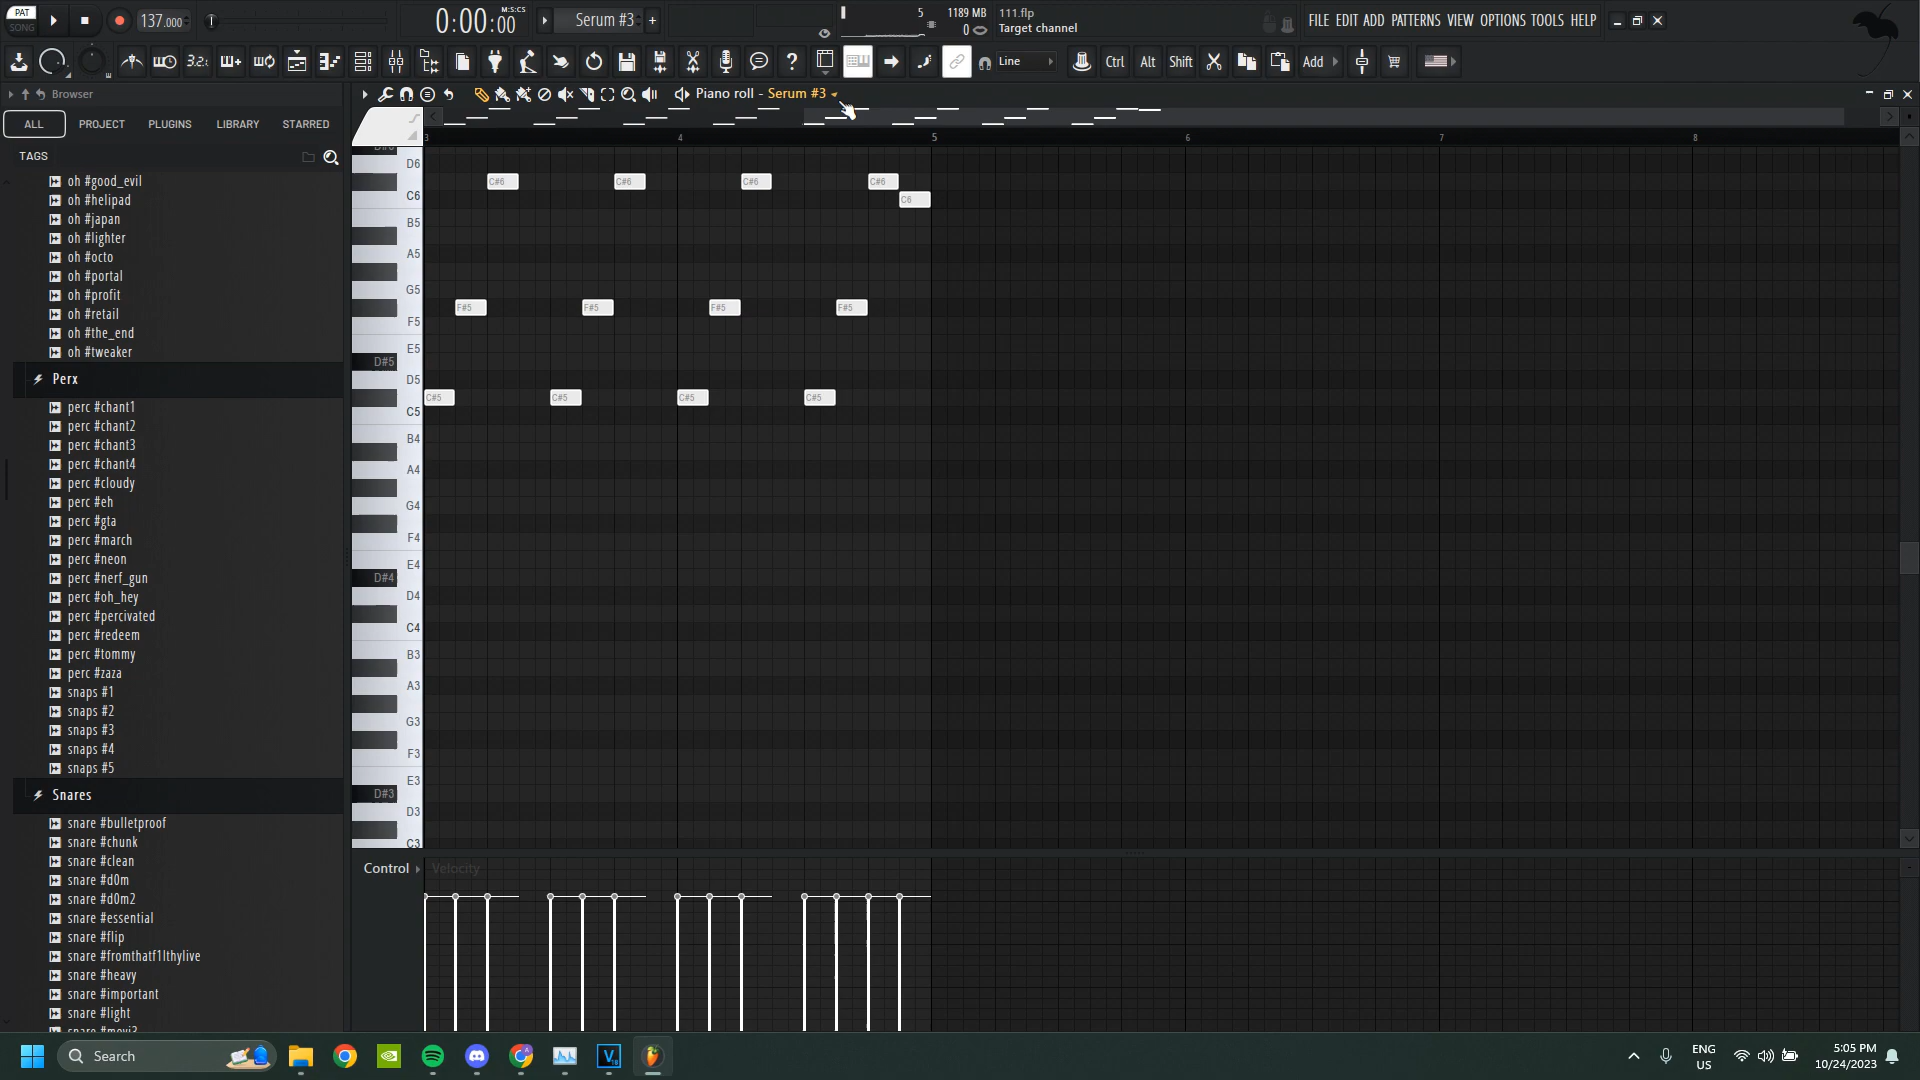 PAT
SONG
137.000
0:00:00
M:S:CS
Serum #3
+
5
1189 MB
0
111.flp
Target channel
FILE EDIT ADD PATTERNS VIEW OPTIONS TOOLS HELP
3.2:
?
Line
Ctrl
Alt
Shift
Add
Browser
Piano roll - Serum #3
ALL
PROJECT
PLUGINS
LIBRARY
STARRED
TAGS
oh #good_evil
oh #helipad
oh #japan
oh #lighter
oh #octo
oh #portal
oh #profit
oh #retail
oh #the_end
oh #tweaker
Perx
perc #chant1
perc #chant2
perc #chant3
perc #chant4
perc #cloudy
perc #eh
perc #gta
perc #march
perc #neon
perc #nerf_gun
perc #oh_hey
perc #percivated
perc #redeem
perc #tommy
perc #zaza
snaps #1
snaps #2
snaps #3
snaps #4
snaps #5
Snares
snare #bulletproof
snare #chunk
snare #clean
snare #d0m
snare #d0m2
snare #essential
snare #flip
snare #fromthatf1lthylive
snare #heavy
snare #important
snare #light
3 4 5 6 7 8
D6
C#6 C#6 C#6 C#6
C6 C6
B5
A5
G5
F#5 F#5 F#5 F#5
F5
E5
D#5
D5
C#5 C#5 C#5 C#5
C5
B4
A4
G4
F4
E4
D#4
D4
C4
B3
A3
G3
F3
E3
D#3
D3
C3
Control
Velocity
Search
ENG
US
5:05 PM
10/24/2023